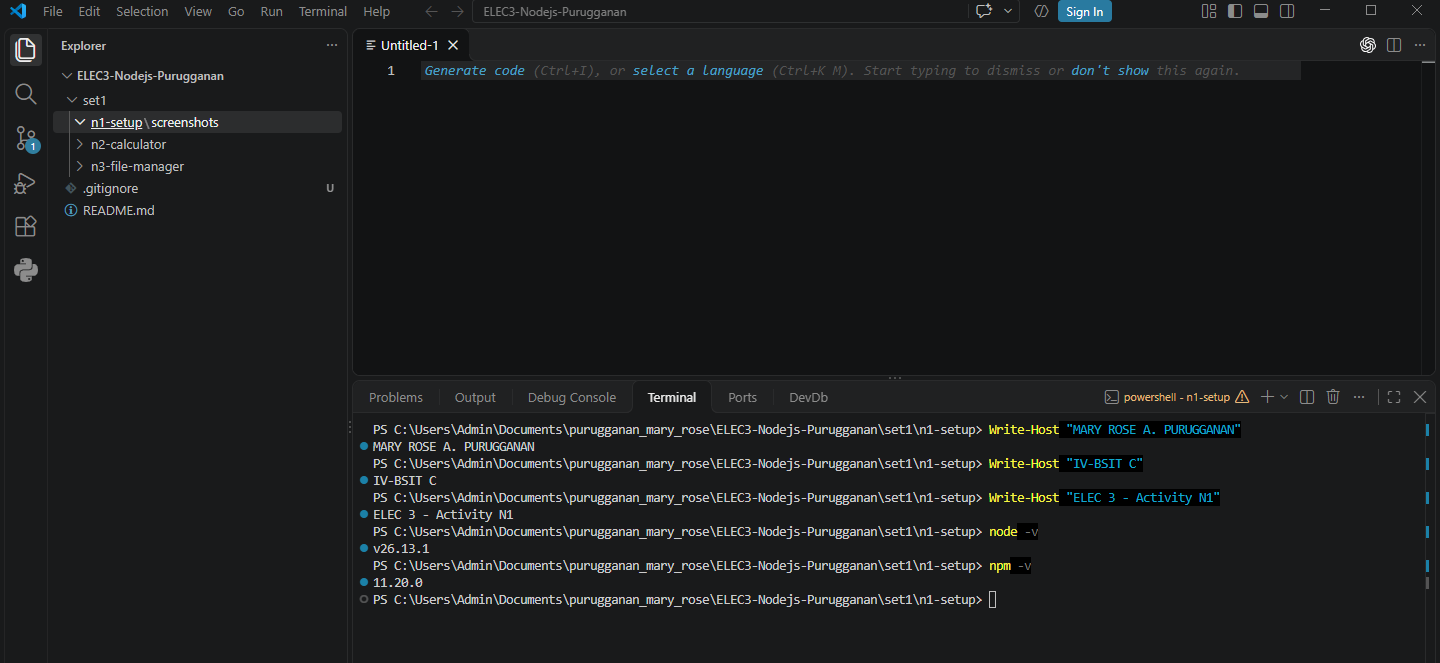 File Edit Selection View Go Run Terminal Help ELEC3-Nodejs-Purugganan Sign In
Explorer
ELEC3-Nodejs-Purugganan
set1
n1-setup\screenshots
n2-calculator
n3-file-manager
.gitignore U
README.md
1
Untitled-1
1 Generate code (Ctrl+I), or select a language (Ctrl+K M). Start typing to dismiss or don't show this again.
Problems Output Debug Console Terminal Ports DevDb powershell - n1-setup
PS C:\Users\Admin\Documents\purugganan_mary_rose\ELEC3-Nodejs-Purugganan\set1\n1-setup> Write-Host "MARY ROSE A. PURUGGANAN"
MARY ROSE A. PURUGGANAN
PS C:\Users\Admin\Documents\purugganan_mary_rose\ELEC3-Nodejs-Purugganan\set1\n1-setup> Write-Host "IV-BSIT C"
IV-BSIT C
PS C:\Users\Admin\Documents\purugganan_mary_rose\ELEC3-Nodejs-Purugganan\set1\n1-setup> Write-Host "ELEC 3 - Activity N1"
ELEC 3 - Activity N1
PS C:\Users\Admin\Documents\purugganan_mary_rose\ELEC3-Nodejs-Purugganan\set1\n1-setup> node -v
v26.13.1
PS C:\Users\Admin\Documents\purugganan_mary_rose\ELEC3-Nodejs-Purugganan\set1\n1-setup> npm -v
11.20.0
PS C:\Users\Admin\Documents\purugganan_mary_rose\ELEC3-Nodejs-Purugganan\set1\n1-setup>